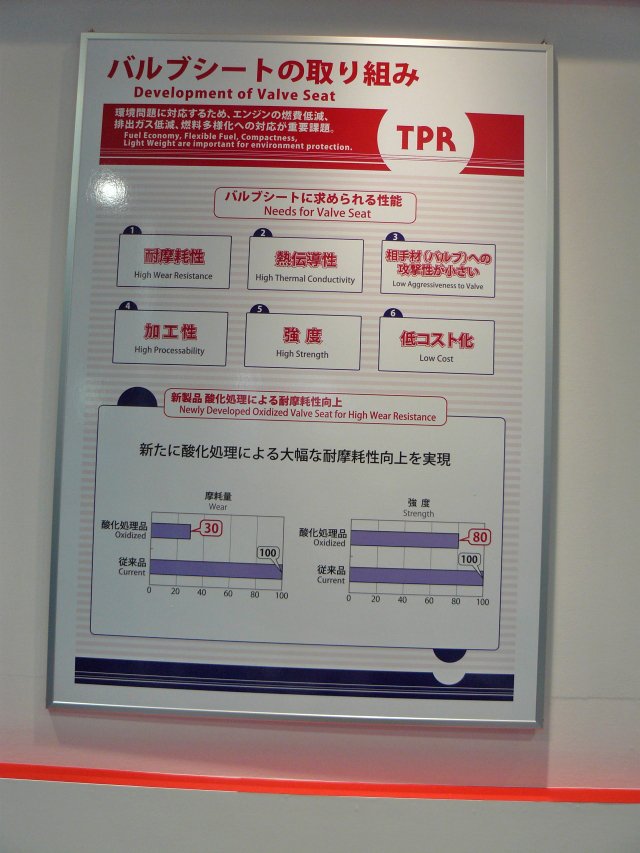 バルブシートの取り組み
Development of Valve Seat
環境問題に対応するため、エンジンの燃費低減、
排出ガス低減、燃料多様化への対応が重要課題。
Fuel Economy, Flexible Fuel, Compactness,
Light Weight are important for environment protection.
TPR
バルブシートに求められる性能
Needs for Valve Seat
1
耐摩耗性
High Wear Resistance
2
熱伝導性
High Thermal Conductivity
3
相手材(バルブ)への
攻撃性が小さい
Low Aggressiveness to Valve
4
加工性
High Processability
5
強度
High Strength
6
低コスト化
Low Cost
新製品 酸化処理による耐摩耗性向上
Newly Developed Oxidized Valve Seat for High Wear Resistance
新たに酸化処理による大幅な耐摩耗性向上を実現
摩耗量
Wear
酸化処理品
Oxidized
30
従来品
Current
100
0 20 40 60 80 100
強度
Strength
酸化処理品
Oxidized
80
従来品
Current
100
0 20 40 60 80 100